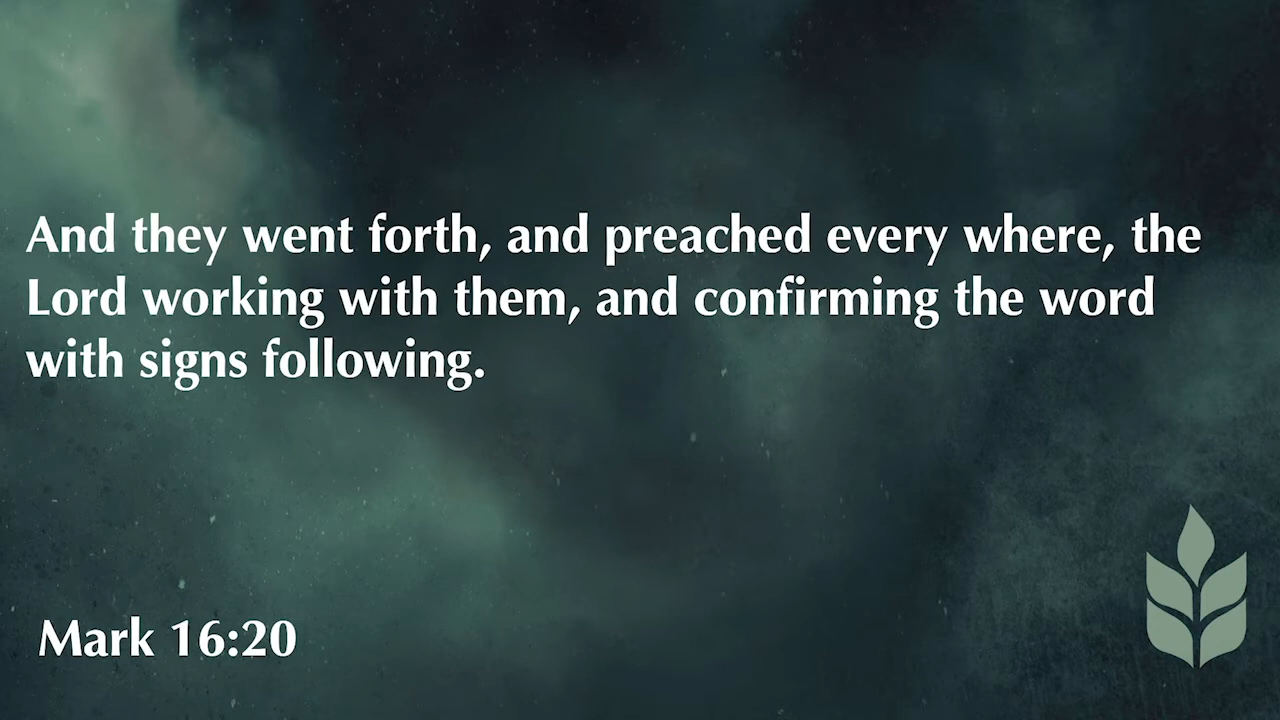 And they went forth, and preached every where, the
Lord working with them, and confirming the word
with signs following.
Mark 16:20